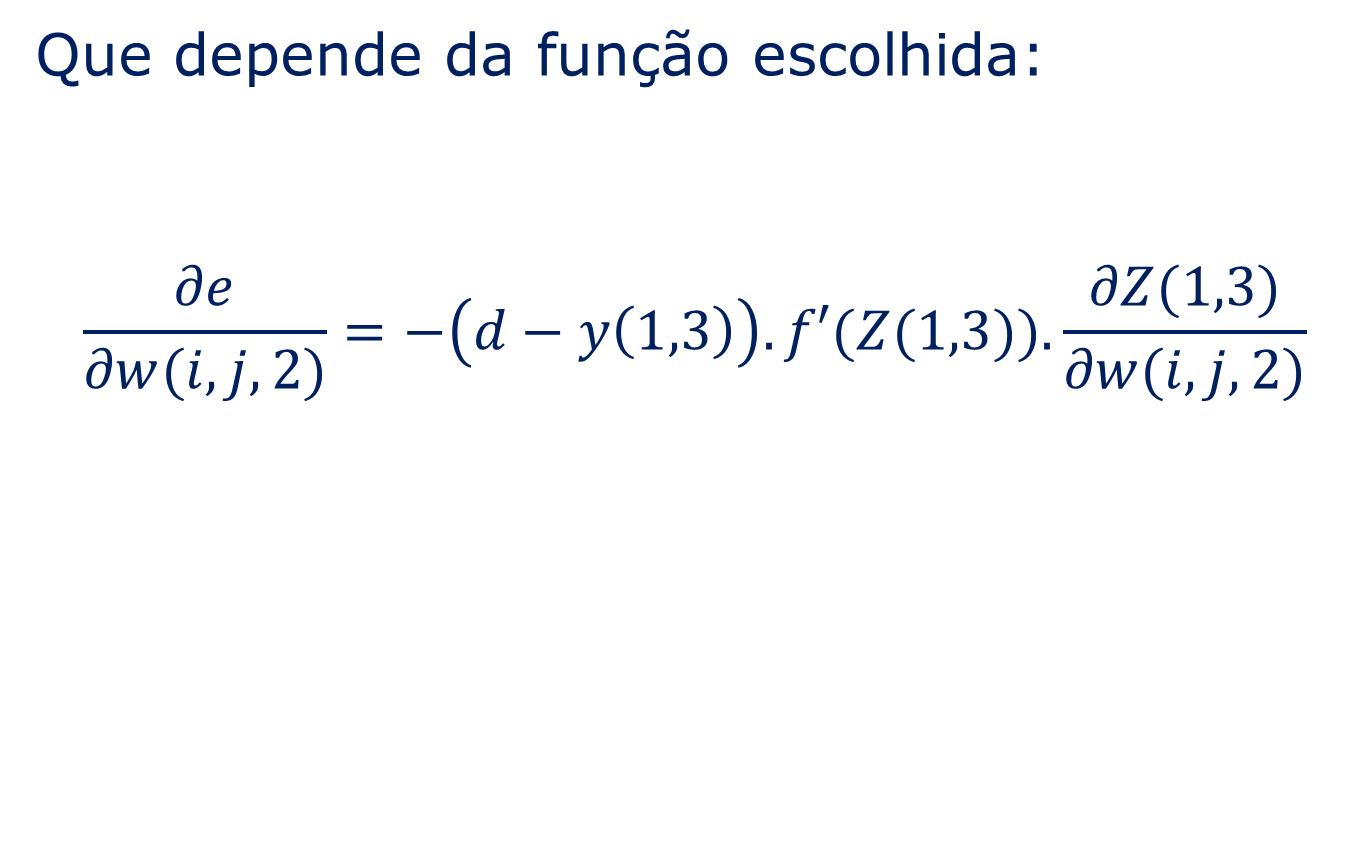 Que depende da função escolhida:
∂e/∂w(i, j, 2) = −(d − y(1,3)). f′(Z(1,3)). ∂Z(1,3)/∂w(i, j, 2)